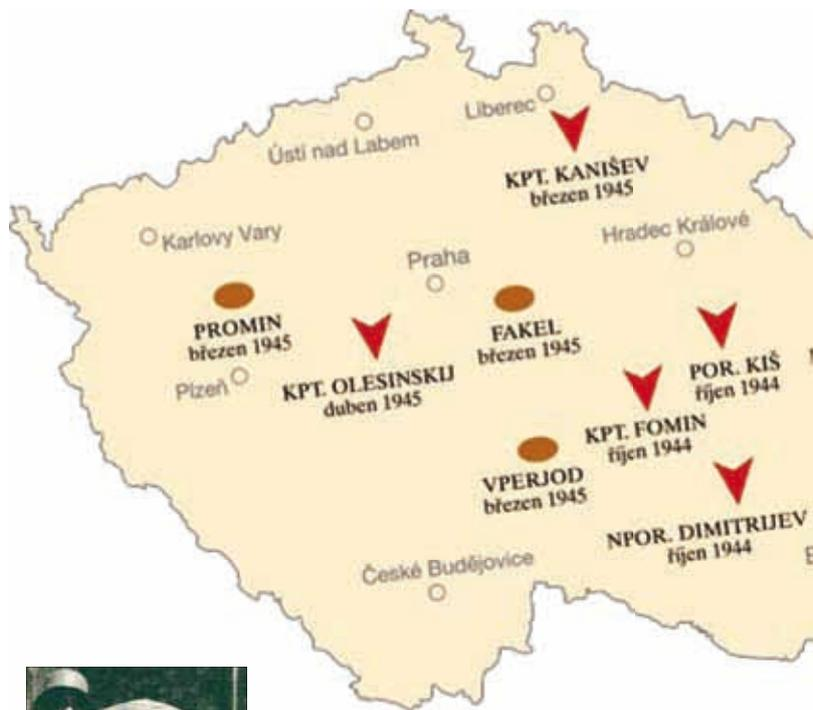 Liberec
Ústí nad Labem
KPT. KANIŠEV
březen 1945
Karlovy Vary
Hradec Králové
Praha
PROMIN
březen 1945
FAKEL
březen 1945
Plzeň
KPT. OLESINSKIJ
duben 1945
POR. KIŠ
říjen 1944
KPT. FOMIN
říjen 1944
VPERJOD
březen 1945
NPOR. DIMITRIJEV
říjen 1944
České Budějovice